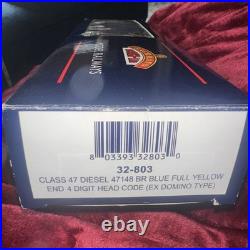 8 03393 32803 0
32-803
CLASS 47 DIESEL 47148 BR BLUE FULL YELLOW
END 4 DIGIT HEAD CODE (EX DOMINO TYPE)